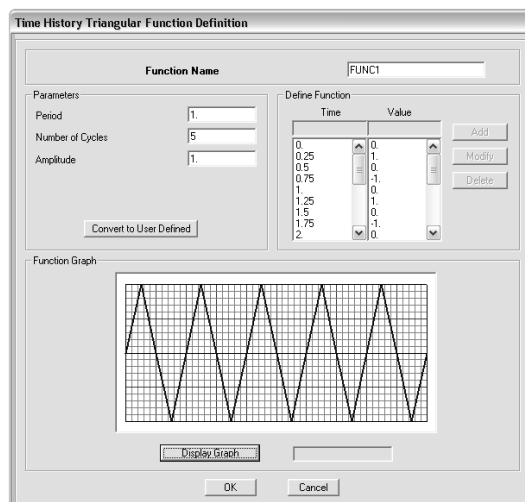 Time History Triangular Function Definition
Function Name FUNC1
Parameters
Period 1.
Number of Cycles 5
Amplitude 1.
Convert to User Defined
Define Function
Time Value
0. 0.
0.25 1.
0.5 0.
0.75 -1.
1. 0.
1.25 1.
1.5 0.
1.75 -1.
2. 0.
Add
Modify
Delete
Function Graph
Display Graph
OK Cancel